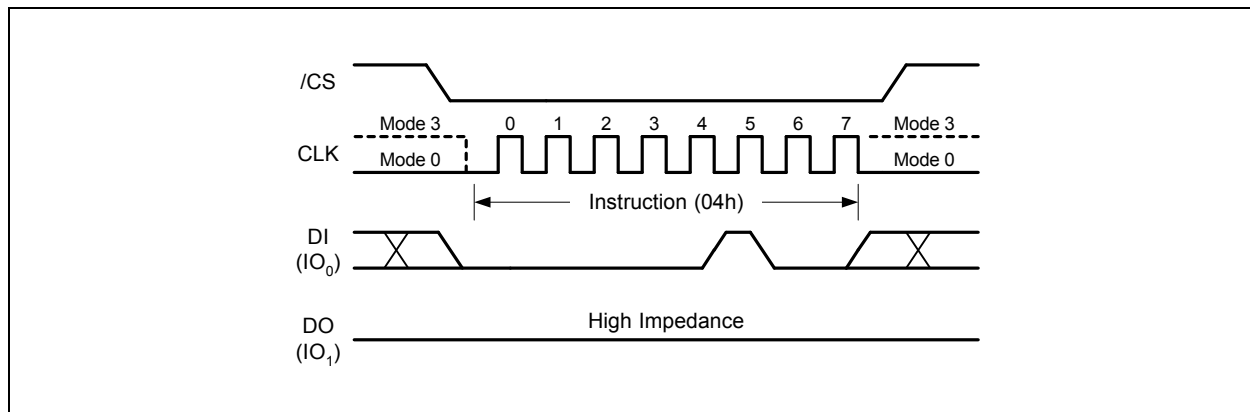 /CS
Mode 3 0 1 2 3 4 5 6 7 Mode 3
CLK
Mode 0 Mode 0
Instruction (04h)
DI
(IO₀)
High Impedance
DO
(IO₁)